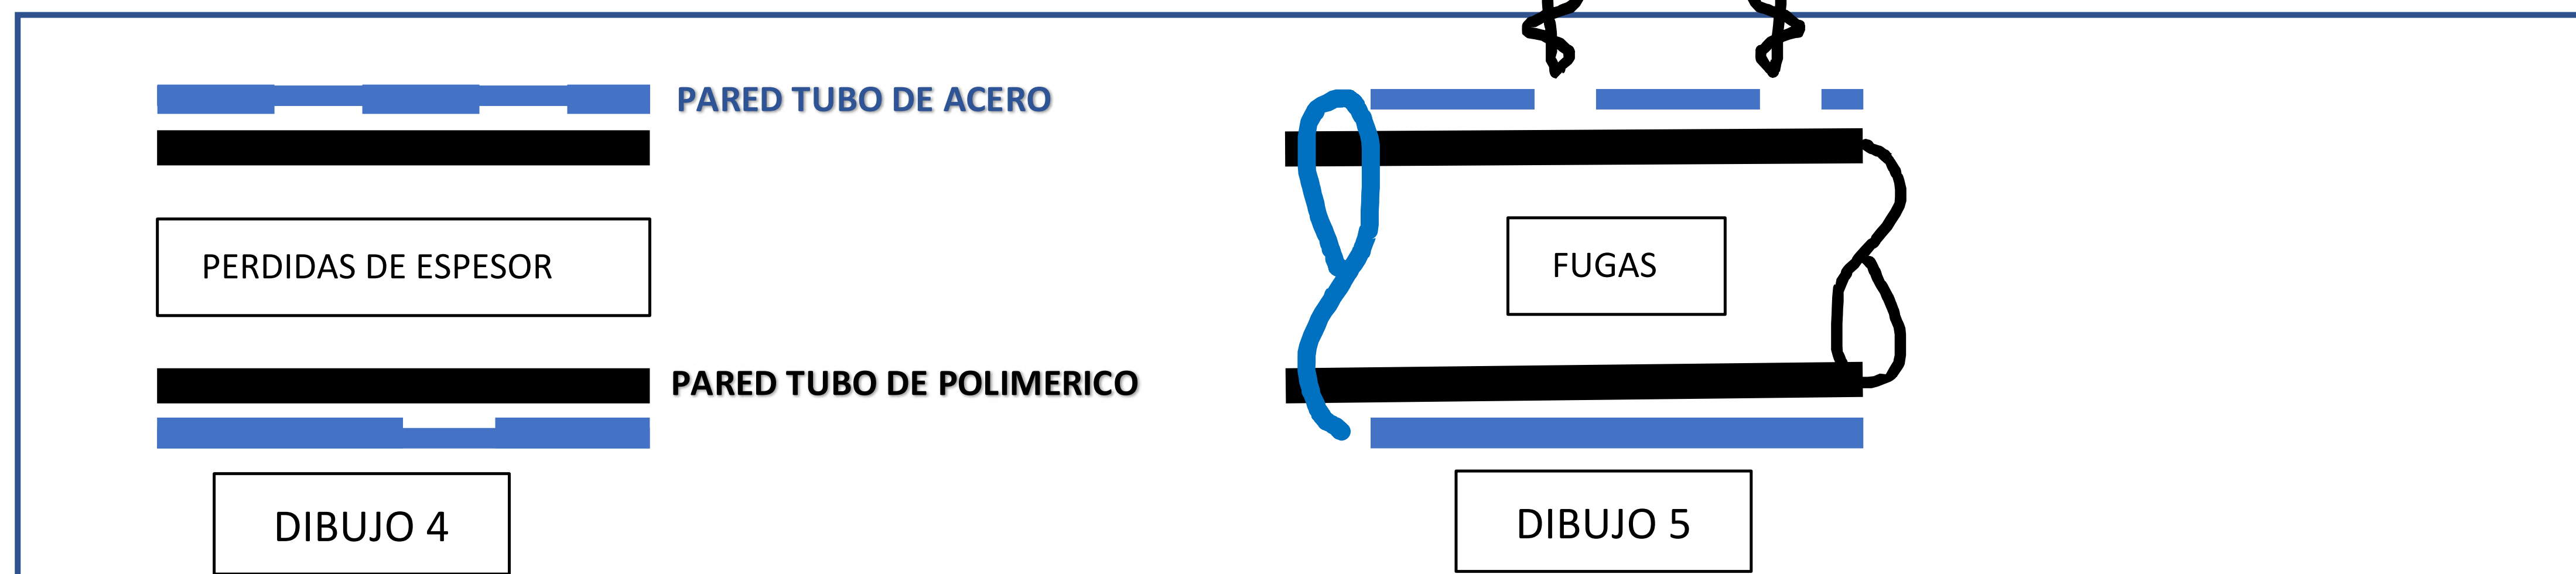 PARED TUBO DE ACERO
PERDIDAS DE ESPESOR
FUGAS
PARED TUBO DE POLIMERICO
DIBUJO 4
DIBUJO 5